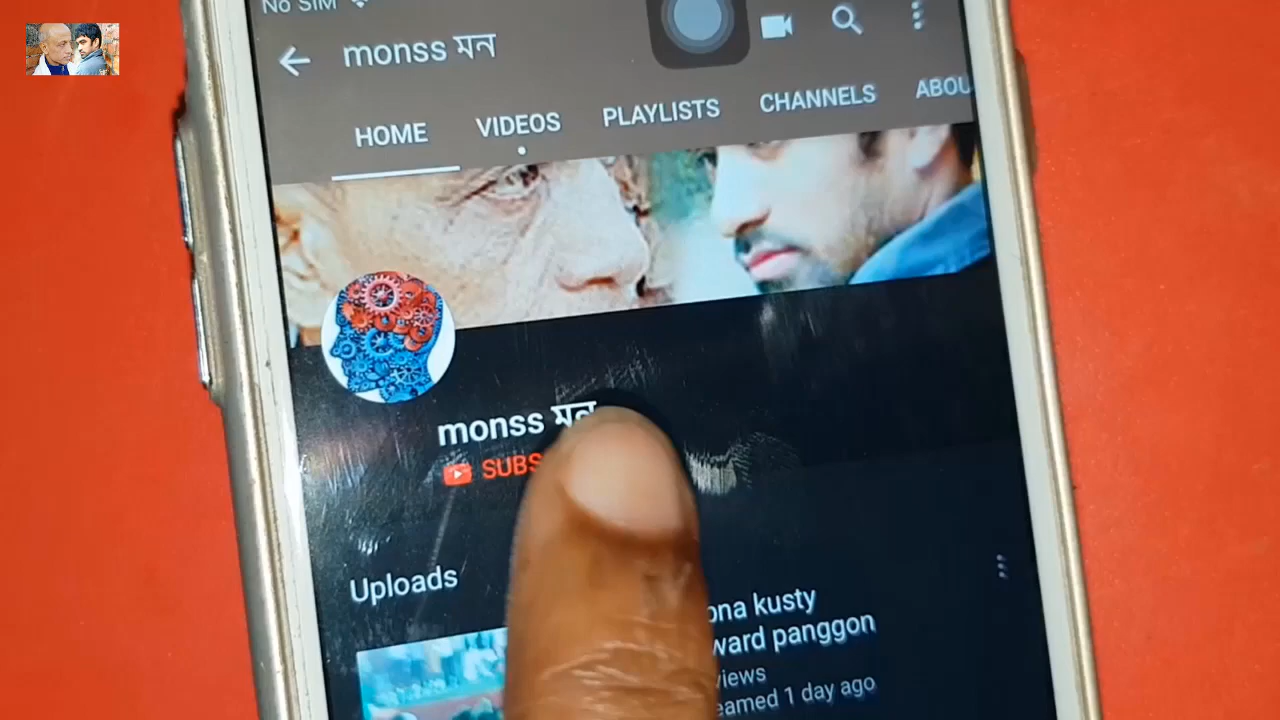 No SIM
monss মন
HOME VIDEOS PLAYLISTS CHANNELS ABOU
monss মন
SUBS
Uploads
ona kusty
ward panggon
views
eamed 1 day ago